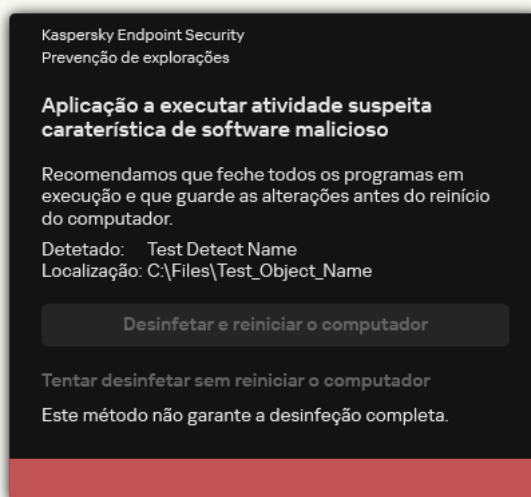 Kaspersky Endpoint Security
Prevenção de explorações
Aplicação a executar atividade suspeita
caraterística de software malicioso
Recomendamos que feche todos os programas em
execução e que guarde as alterações antes do reinício
do computador.
Detetado: Test Detect Name
Localização: C:\Files\Test_Object_Name
Desinfetar e reiniciar o computador
Tentar desinfetar sem reiniciar o computador
Este método não garante a desinfeção completa.